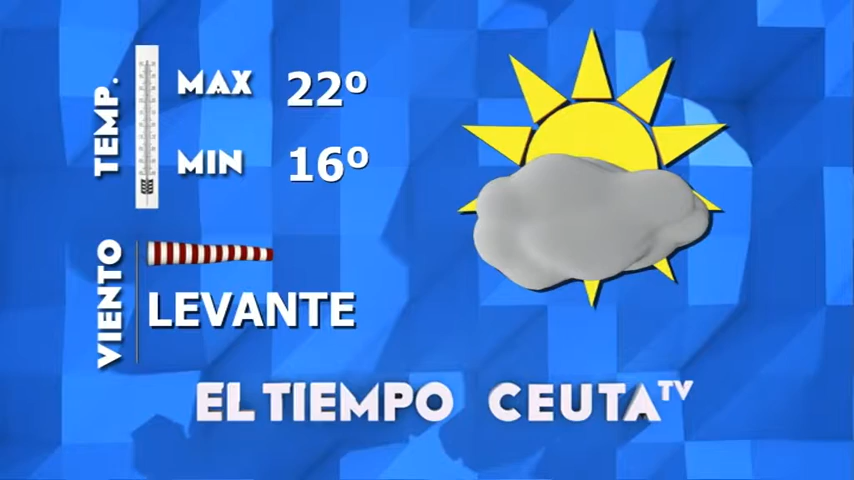 TEMP.
MAX 22º
MIN 16º
VIENTO
LEVANTE
EL TIEMPO CEUTA TV